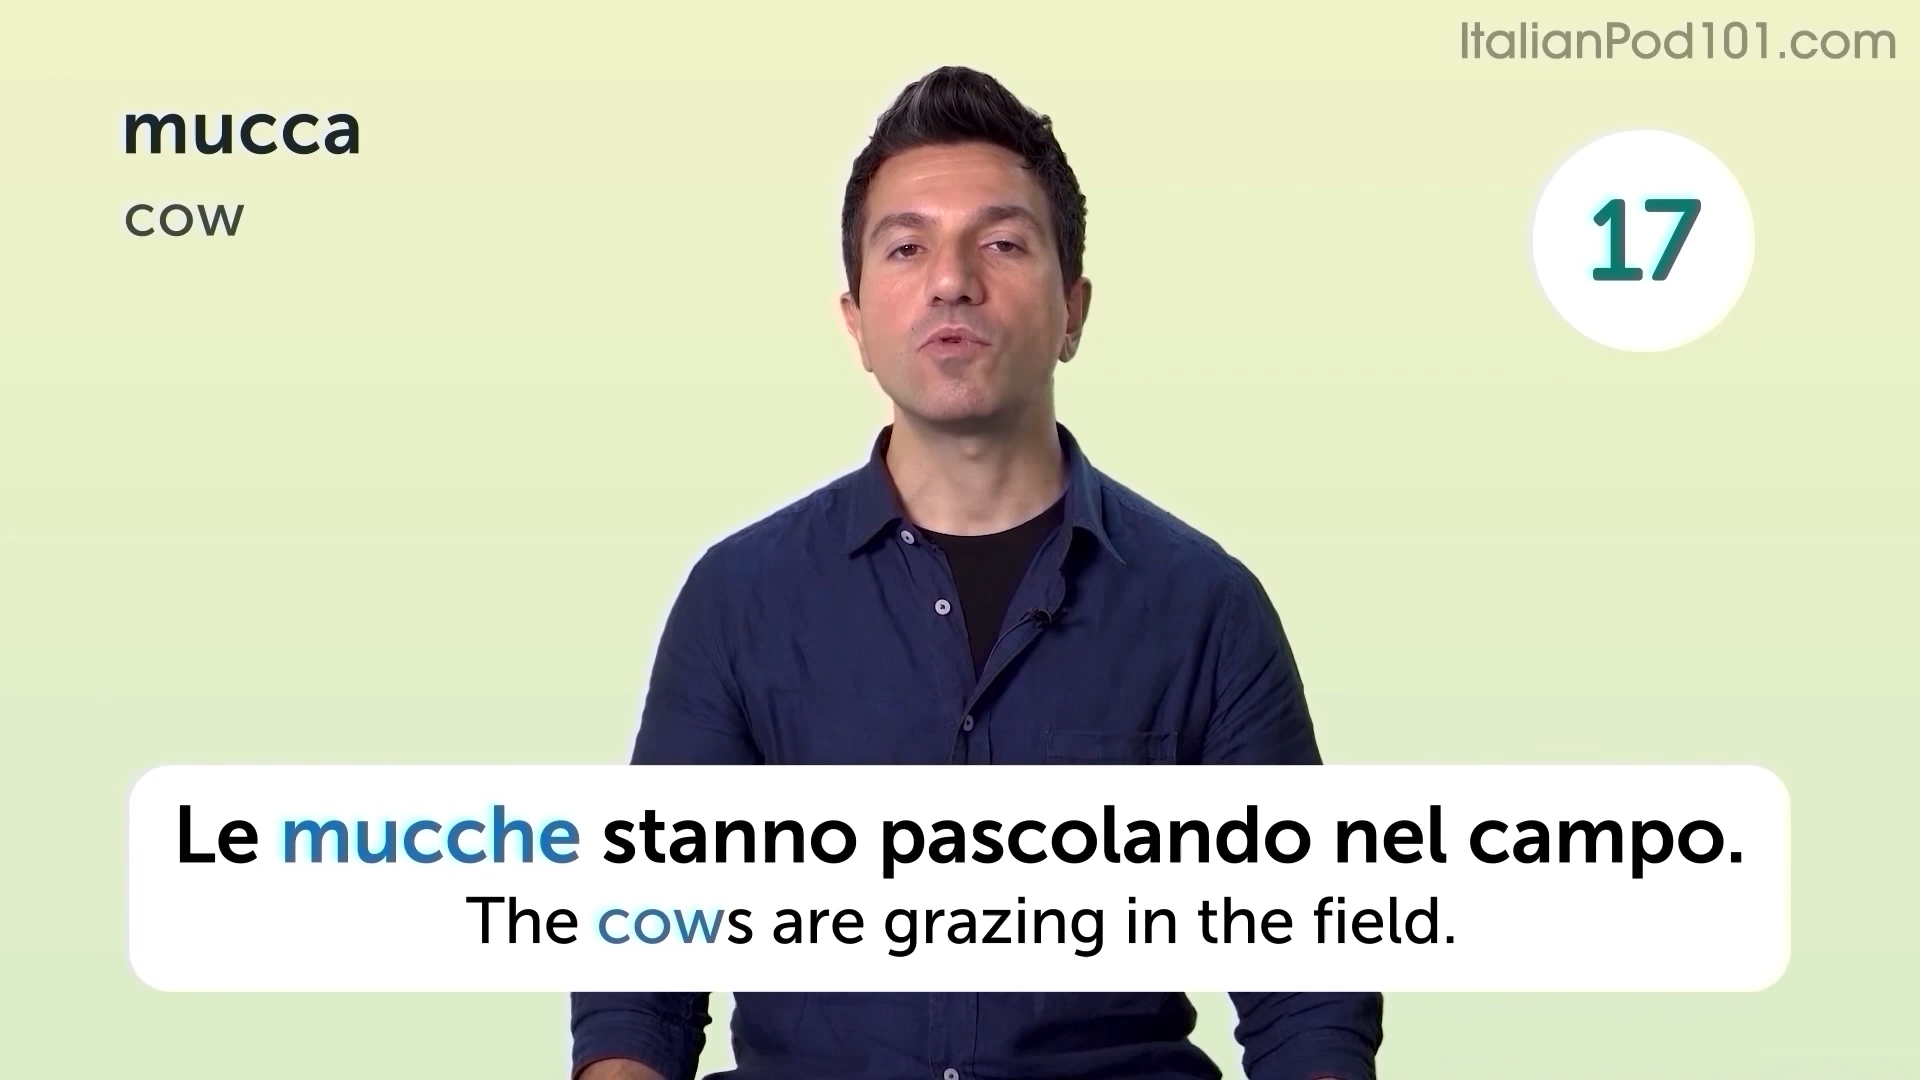 ItalianPod101.com
mucca
cow
17
Le mucche stanno pascolando nel campo.
The cows are grazing in the field.